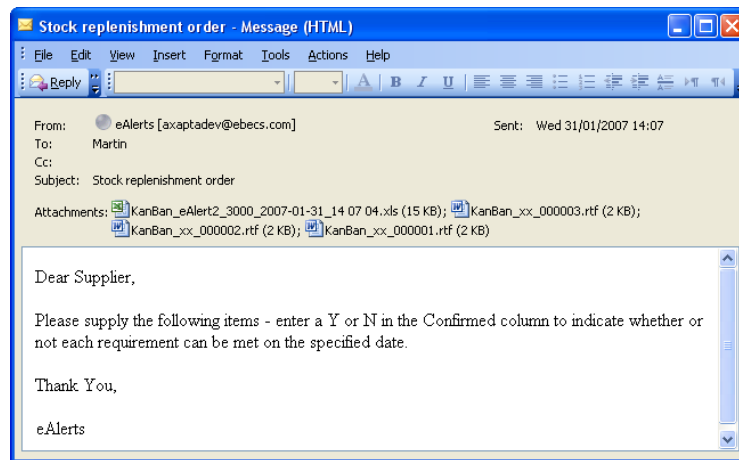 Stock replenishment order - Message (HTML)
File Edit View Insert Format Tools Actions Help
Reply A B I U
From: eAlerts [axaptadev@ebecs.com] Sent: Wed 31/01/2007 14:07
To: Martin
Cc:
Subject: Stock replenishment order
Attachments: KanBan_eAlert2_3000_2007-01-31_14 07 04.xls (15 KB); KanBan_xx_000003.rtf (2 KB);
KanBan_xx_000002.rtf (2 KB); KanBan_xx_000001.rtf (2 KB)
Dear Supplier,
Please supply the following items - enter a Y or N in the Confirmed column to indicate whether or
not each requirement can be met on the specified date.
Thank You,
eAlerts